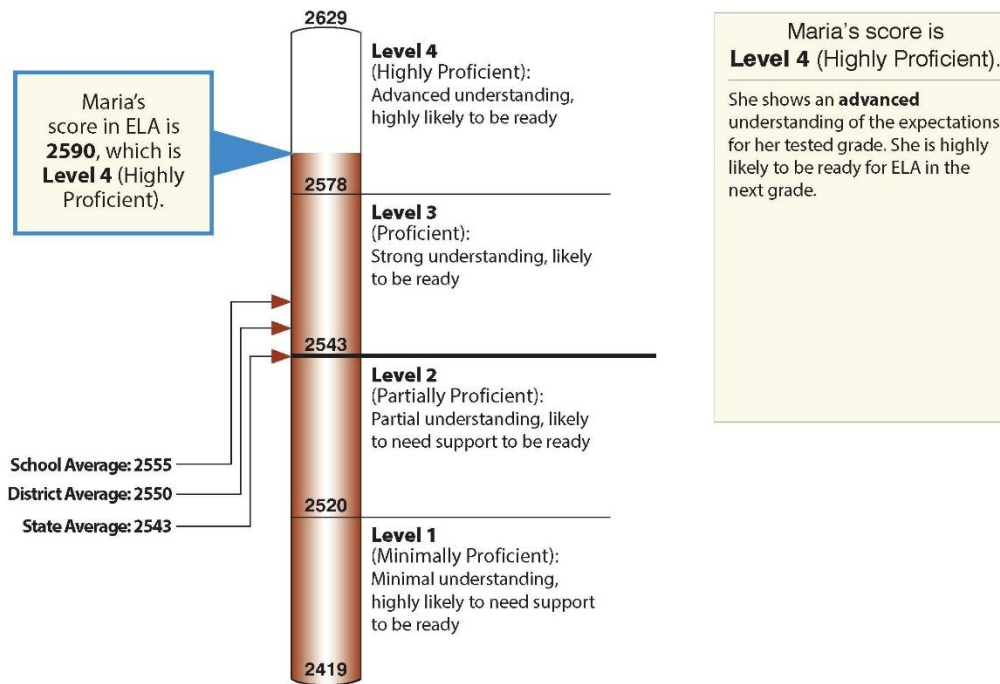 2629
Level 4
(Highly Proficient):
Advanced understanding,
highly likely to be ready
Maria's
score in ELA is
2590, which is
Level 4 (Highly
Proficient).
2578
Level 3
(Proficient):
Strong understanding, likely
to be ready
2543
Level 2
(Partially Proficient):
Partial understanding, likely
to need support to be ready
School Average: 2555
District Average: 2550
State Average: 2543
2520
Level 1
(Minimally Proficient):
Minimal understanding,
highly likely to need support
to be ready
2419
Maria's score is
Level 4 (Highly Proficient).
She shows an advanced
understanding of the expectations
for her tested grade. She is highly
likely to be ready for ELA in the
next grade.